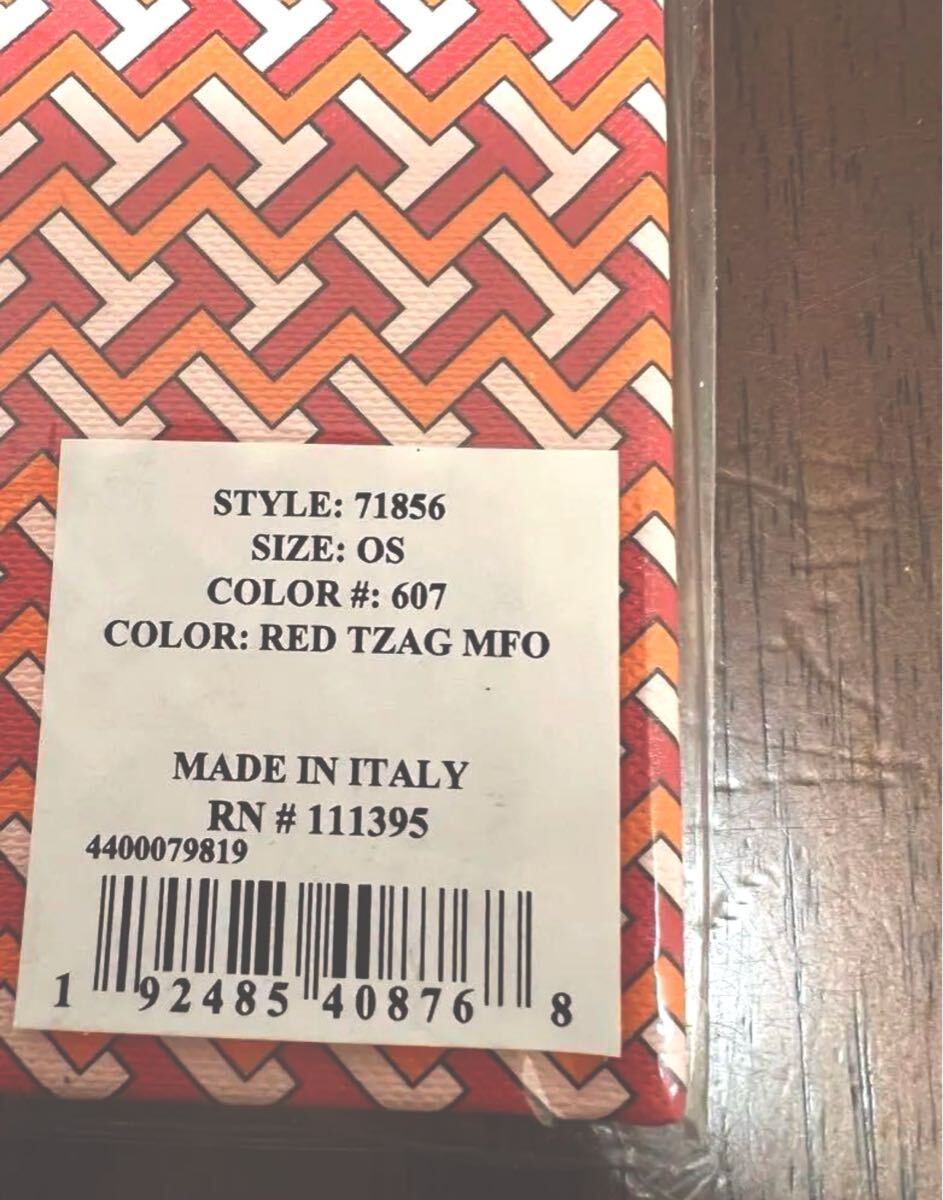 STYLE: 71856
SIZE: OS
COLOR #: 607
COLOR: RED TZAG MFO
MADE IN ITALY
RN # 111395
4400079819
1 92485 40876 8